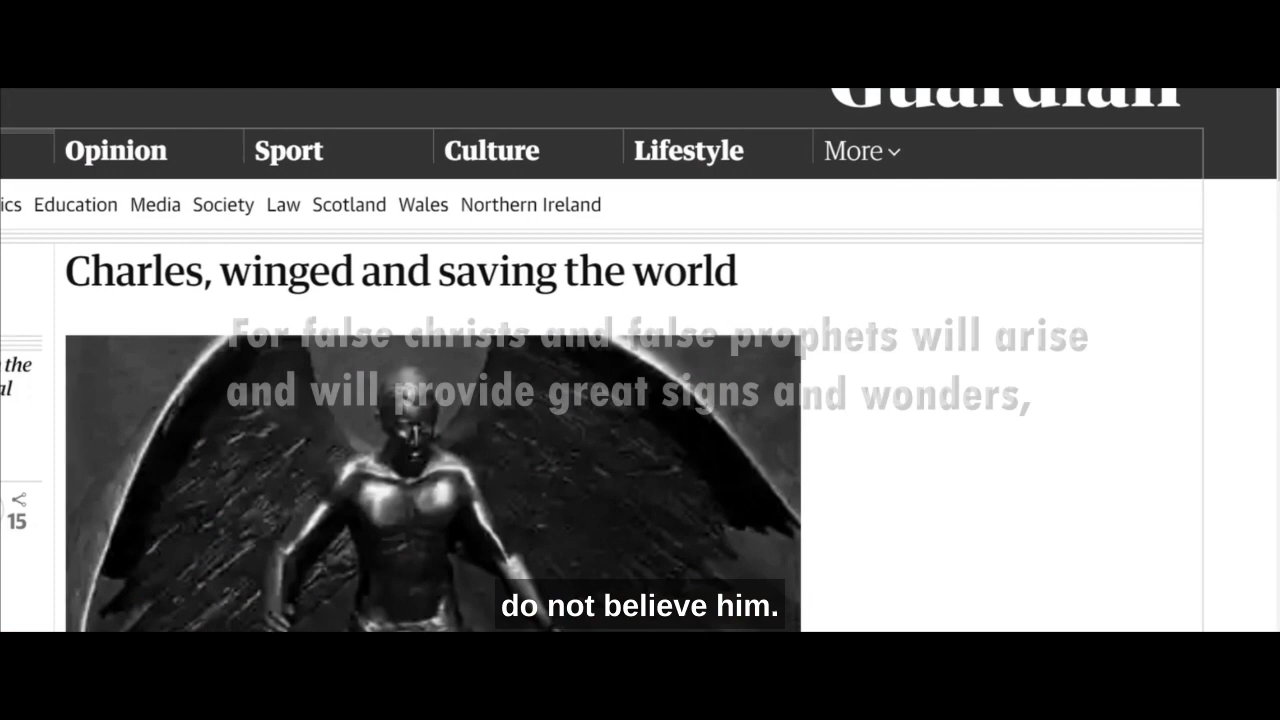 Guardian
Opinion Sport Culture Lifestyle More
ics Education Media Society Law Scotland Wales Northern Ireland
Charles, winged and saving the world
For false christs and false prophets will arise
the
al
and will provide great signs and wonders,
15
do not believe him.